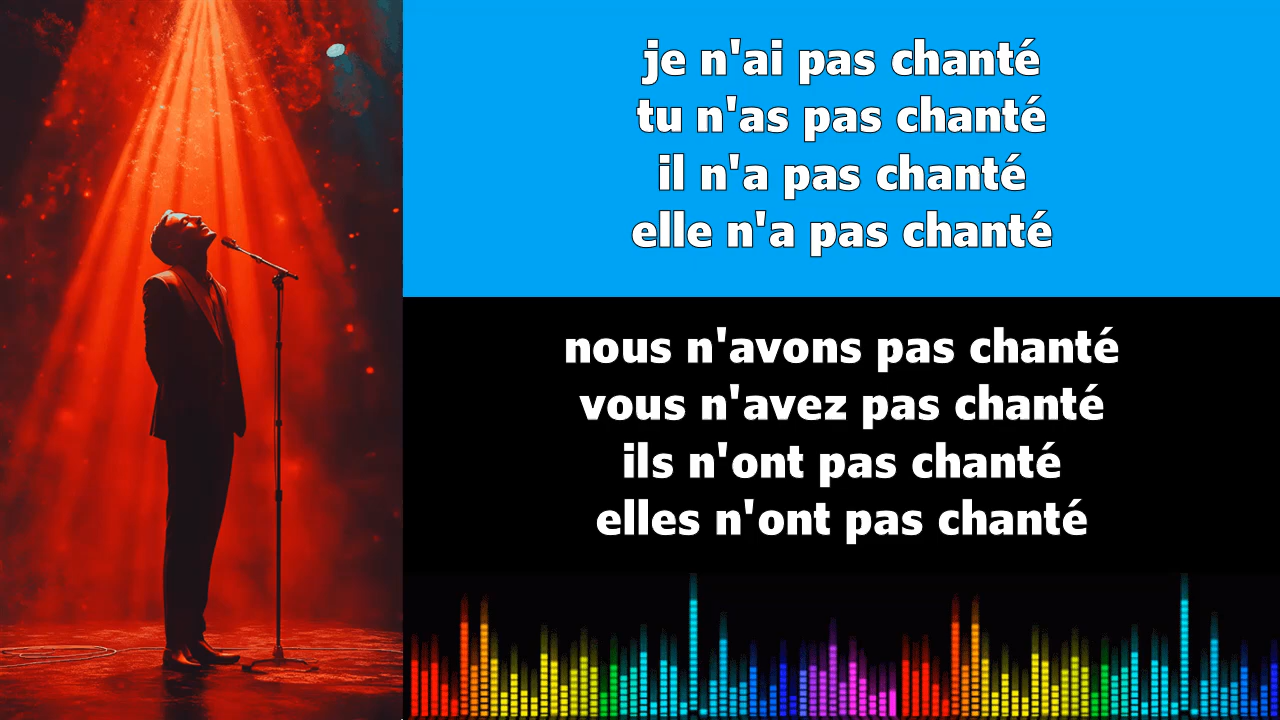 je n'ai pas chanté
tu n'as pas chanté
il n'a pas chanté
elle n'a pas chanté
nous n'avons pas chanté
vous n'avez pas chanté
ils n'ont pas chanté
elles n'ont pas chanté